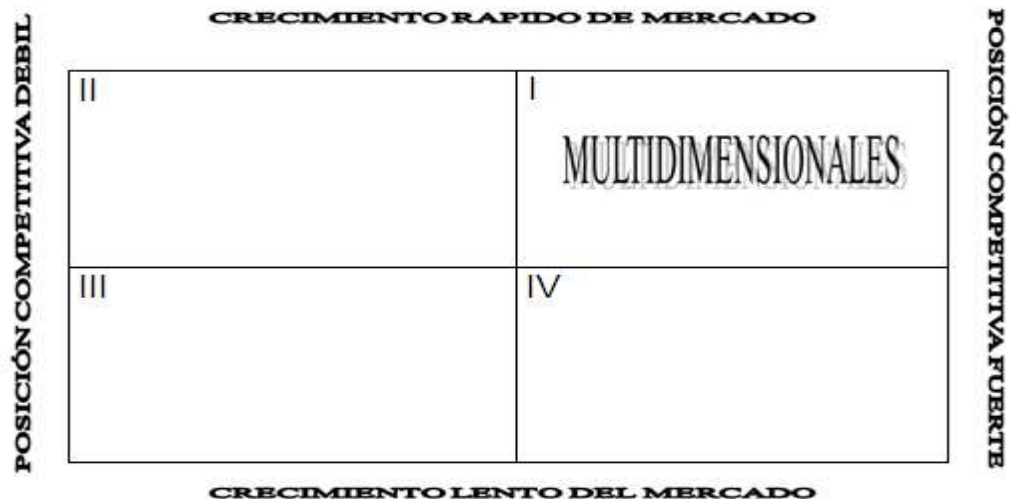 CRECIMIENTO RAPIDO DE MERCADO
POSICIÓN COMPETITIVA DEBIL
II
I
MULTIDIMENSIONALES
III
IV
POSICIÓN COMPETITIVA FUERTE
CRECIMIENTO LENTO DEL MERCADO